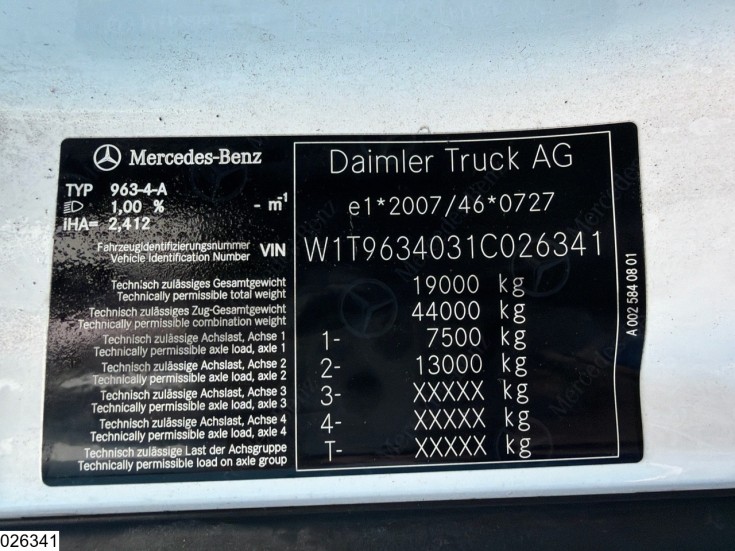 Mercedes-Benz
TYP 963-4-A
1,00 % - m⁻¹
iHA= 2,412
Daimler Truck AG
e1*2007/46*0727
Fahrzeugidentifizierungsnummer
Vehicle Identification Number
VIN
W1T9634031C026341
Technisch zulässiges Gesamtgewicht
Technically permissible total weight
19000 kg
Technisch zulässiges Zug-Gesamtgewicht
Technically permissible combination weight
44000 kg
Technisch zulässige Achslast, Achse 1
Technically permissible axle load, axle 1
1- 7500 kg
Technisch zulässige Achslast, Achse 2
Technically permissible axle load, axle 2
2- 13000 kg
Technisch zulässige Achslast, Achse 3
Technically permissible axle load, axle 3
3- XXXXX kg
Technisch zulässige Achslast, Achse 4
Technically permissible axle load, axle 4
4- XXXXX kg
Technisch zulässige Last der Achsgruppe
Technically permissible load on axle group
T- XXXXX kg
A 002 584 08 01
026341